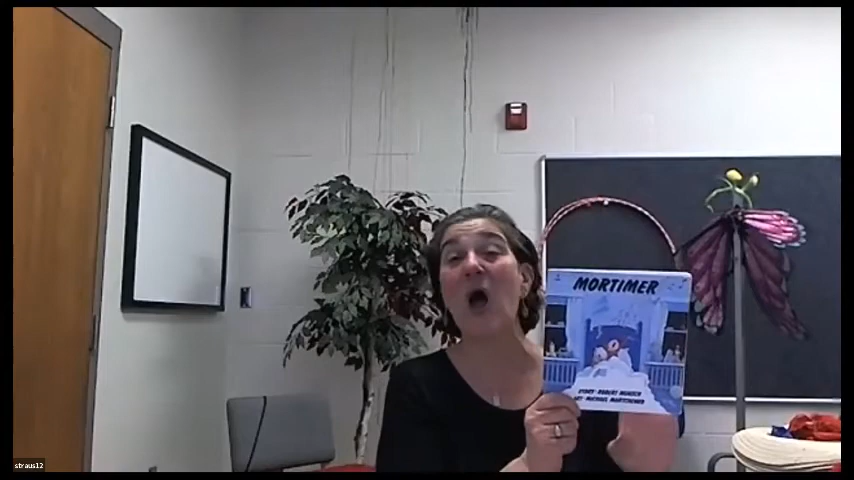 MORTIMER
STORY · ROBERT MUNSCH
ART · MICHAEL MARTCHENKO
straus12